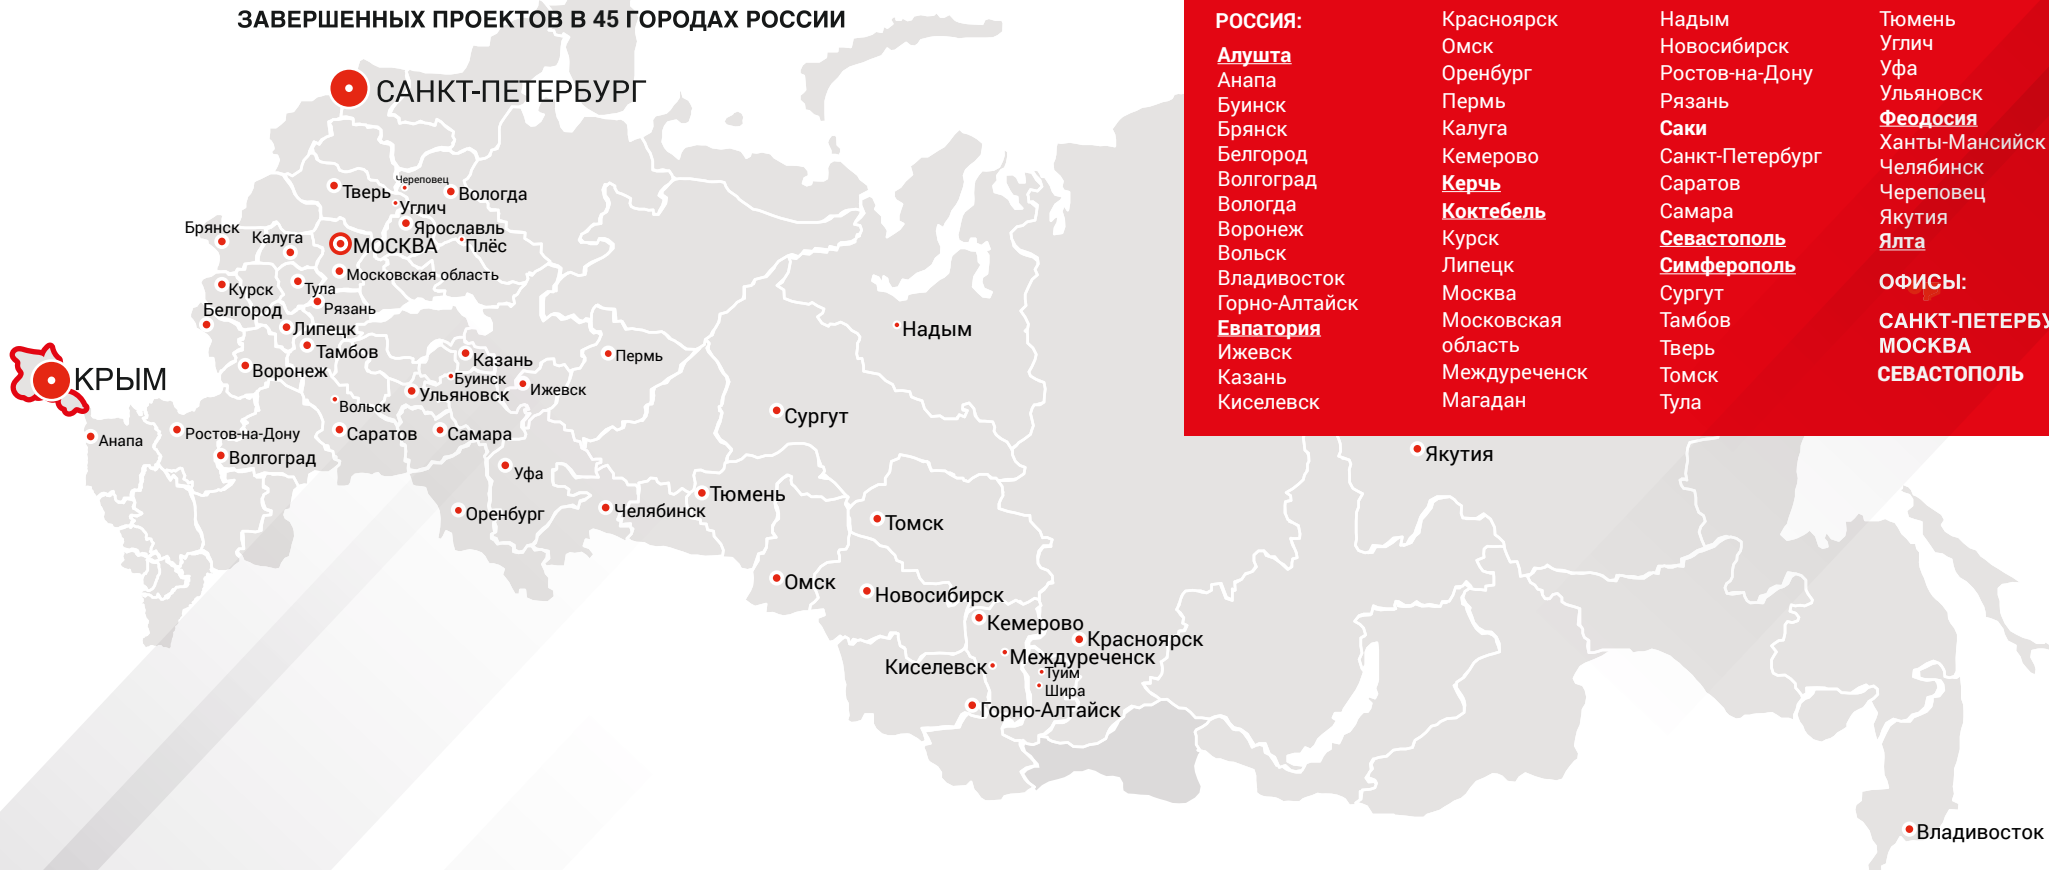 ЗАВЕРШЕННЫХ ПРОЕКТОВ В 45 ГОРОДАХ РОССИИ
САНКТ-ПЕТЕРБУРГ
Череповец
Тверь
Вологда
Углич
Ярославль
Брянск
Калуга
МОСКВА
Плёс
Московская область
Курск
Тула
Рязань
Белгород
Липецк
Тамбов
Казань
Пермь
Надым
Воронеж
Буинск
Ижевск
КРЫМ
Ульяновск
Вольск
Сургут
Анапа
Ростов-на-Дону
Саратов
Самара
Волгоград
Уфа
Якутия
Тюмень
Оренбург
Челябинск
Томск
Омск
Новосибирск
Кемерово
Красноярск
Междуреченск
Киселевск
Туим
Шира
Горно-Алтайск
Владивосток
РОССИЯ:
Алушта
Анапа
Буинск
Брянск
Белгород
Волгоград
Вологда
Воронеж
Вольск
Владивосток
Горно-Алтайск
Евпатория
Ижевск
Казань
Киселевск
Красноярск
Омск
Оренбург
Пермь
Калуга
Кемерово
Керчь
Коктебель
Курск
Липецк
Москва
Московская
область
Междуреченск
Магадан
Надым
Новосибирск
Ростов-на-Дону
Рязань
Саки
Санкт-Петербург
Саратов
Самара
Севастополь
Симферополь
Сургут
Тамбов
Тверь
Томск
Тула
Тюмень
Углич
Уфа
Ульяновск
Феодосия
Ханты-Мансийск
Челябинск
Череповец
Якутия
Ялта
ОФИСЫ:
САНКТ-ПЕТЕРБУ
МОСКВА
СЕВАСТОПОЛЬ